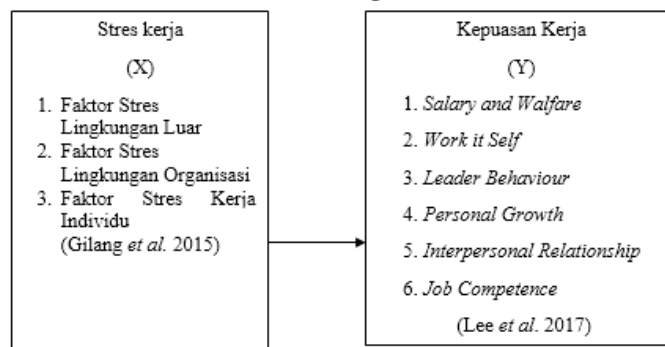 Stres kerja
(X)
1. Faktor Stres
Lingkungan Luar
2. Faktor Stres
Lingkungan Organisasi
3. Faktor Stres Kerja
Individu
(Gilang et al. 2015)
Kepuasan Kerja
(Y)
1. Salary and Walfare
2. Work it Self
3. Leader Behaviour
4. Personal Growth
5. Interpersonal Relationship
6. Job Competence
(Lee et al. 2017)